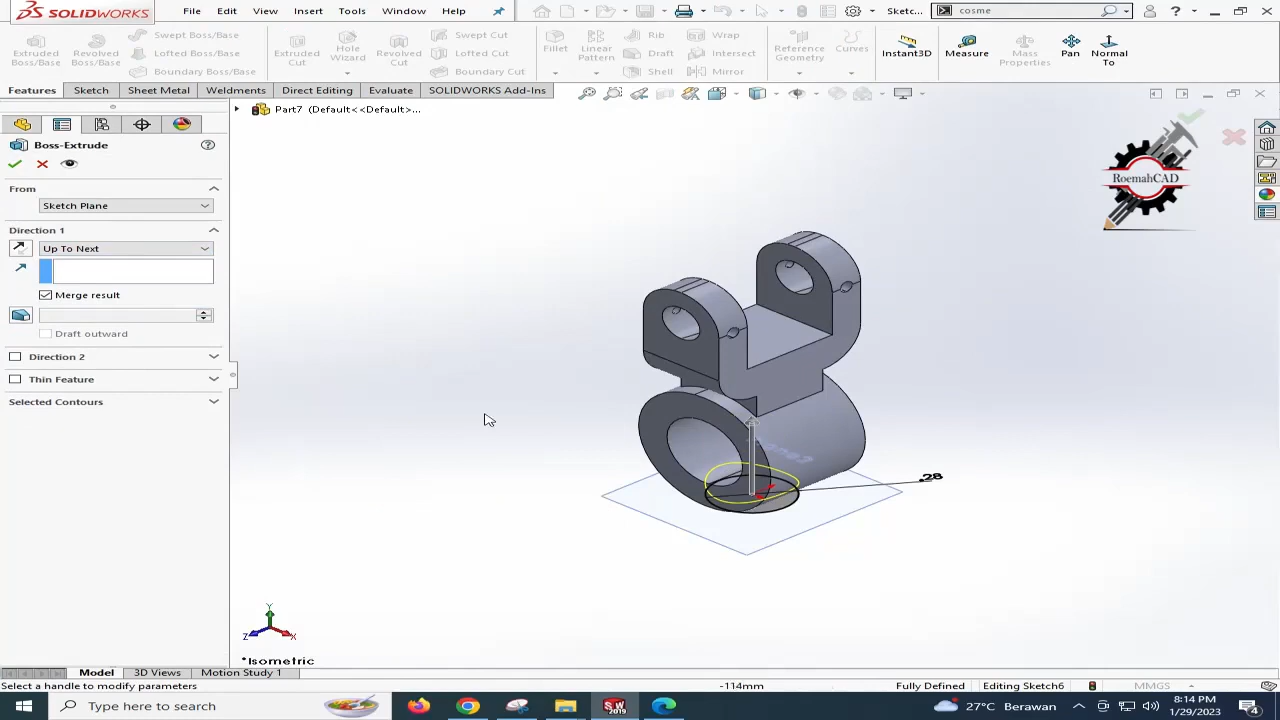 SOLIDWORKS File Edit View Insert Tools Window Help Sketc... cosme
Extruded Boss/Base Revolved Boss/Base Swept Boss/Base Lofted Boss/Base Boundary Boss/Base Extruded Cut Hole Wizard Revolved Cut Swept Cut Lofted Cut Boundary Cut Fillet Linear Pattern Rib Draft Shell Wrap Intersect Mirror Reference Geometry Curves Instant3D Measure Mass Properties Pan Normal To
Features Sketch Sheet Metal Weldments Direct Editing Evaluate SOLIDWORKS Add-Ins
Part7 (Default<<Default>...
Boss-Extrude
RoemahCAD
From
Sketch Plane
Direction 1
Up To Next
Merge result
Draft outward
Direction 2
Thin Feature
Selected Contours
.28
Y
Z X
*Isometric
Model 3D Views Motion Study 1
Select a handle to modify parameters -114mm Fully Defined Editing Sketch6 MMGS
Type here to search SW 2019 27°C Berawan 8:14 PM
1/29/2023 4